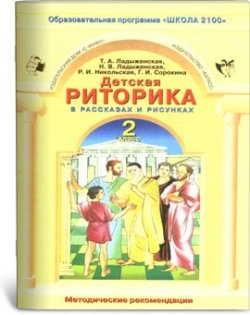 Образовательная программа «ШКОЛА 2100»
Т. А. Ладыженская,
Н. В. Ладыженская,
Р. И. Никольская, Г. И. Сорокина
Детская
РИТОРИКА
В РАССКАЗАХ И РИСУНКАХ
2
класс
Методические рекомендации